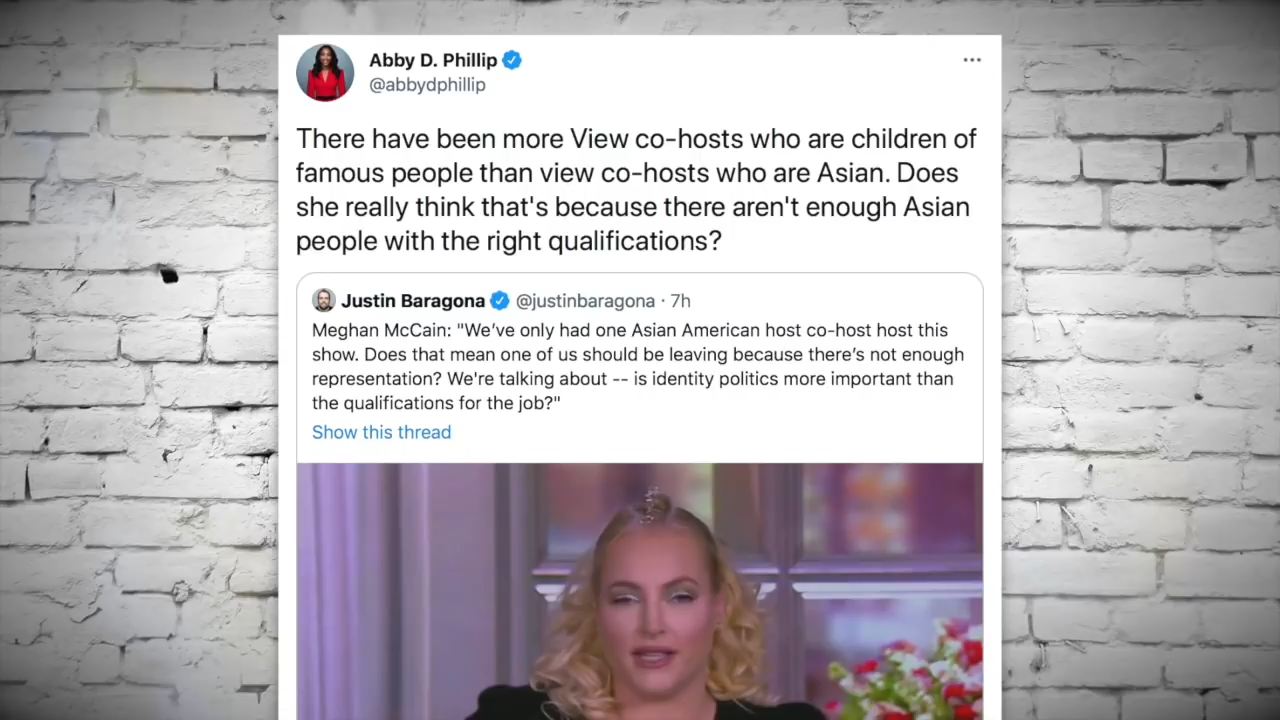 Abby D. Phillip
@abbydphillip
There have been more View co-hosts who are children of
famous people than view co-hosts who are Asian. Does
she really think that's because there aren't enough Asian
people with the right qualifications?
Justin Baragona @justinbaragona · 7h
Meghan McCain: "We’ve only had one Asian American host co-host host this
show. Does that mean one of us should be leaving because there’s not enough
representation? We're talking about -- is identity politics more important than
the qualifications for the job?"
Show this thread